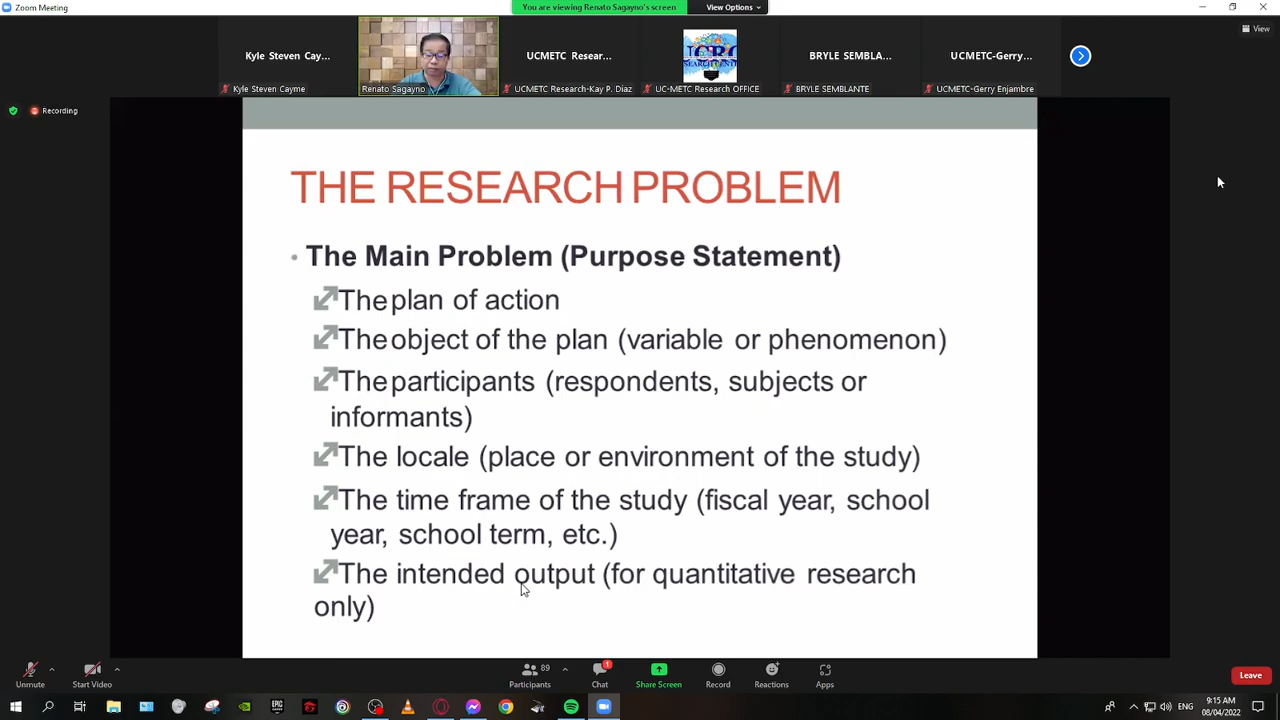 Zoom Meeting
You are viewing Renato Sagayno's screen
View Options
View
Kyle Steven Cay...
UCMETC Resear...
BRYLE SEMBLA...
UCMETC-Gerry...
Kyle Steven Cayme
Renato Sagayno
UCMETC Research-Kay P. Diaz
UC-METC Research OFFICE
BRYLE SEMBLANTE
UCMETC-Gerry Enjambre
Recording
THE RESEARCH PROBLEM
• The Main Problem (Purpose Statement)
The plan of action
The object of the plan (variable or phenomenon)
The participants (respondents, subjects or
informants)
The locale (place or environment of the study)
The time frame of the study (fiscal year, school
year, school term, etc.)
The intended output (for quantitative research
only)
89
1
Unmute
Start Video
Participants
Chat
Share Screen
Record
Reactions
Apps
Leave
ENG
9:15 AM
08/04/2022